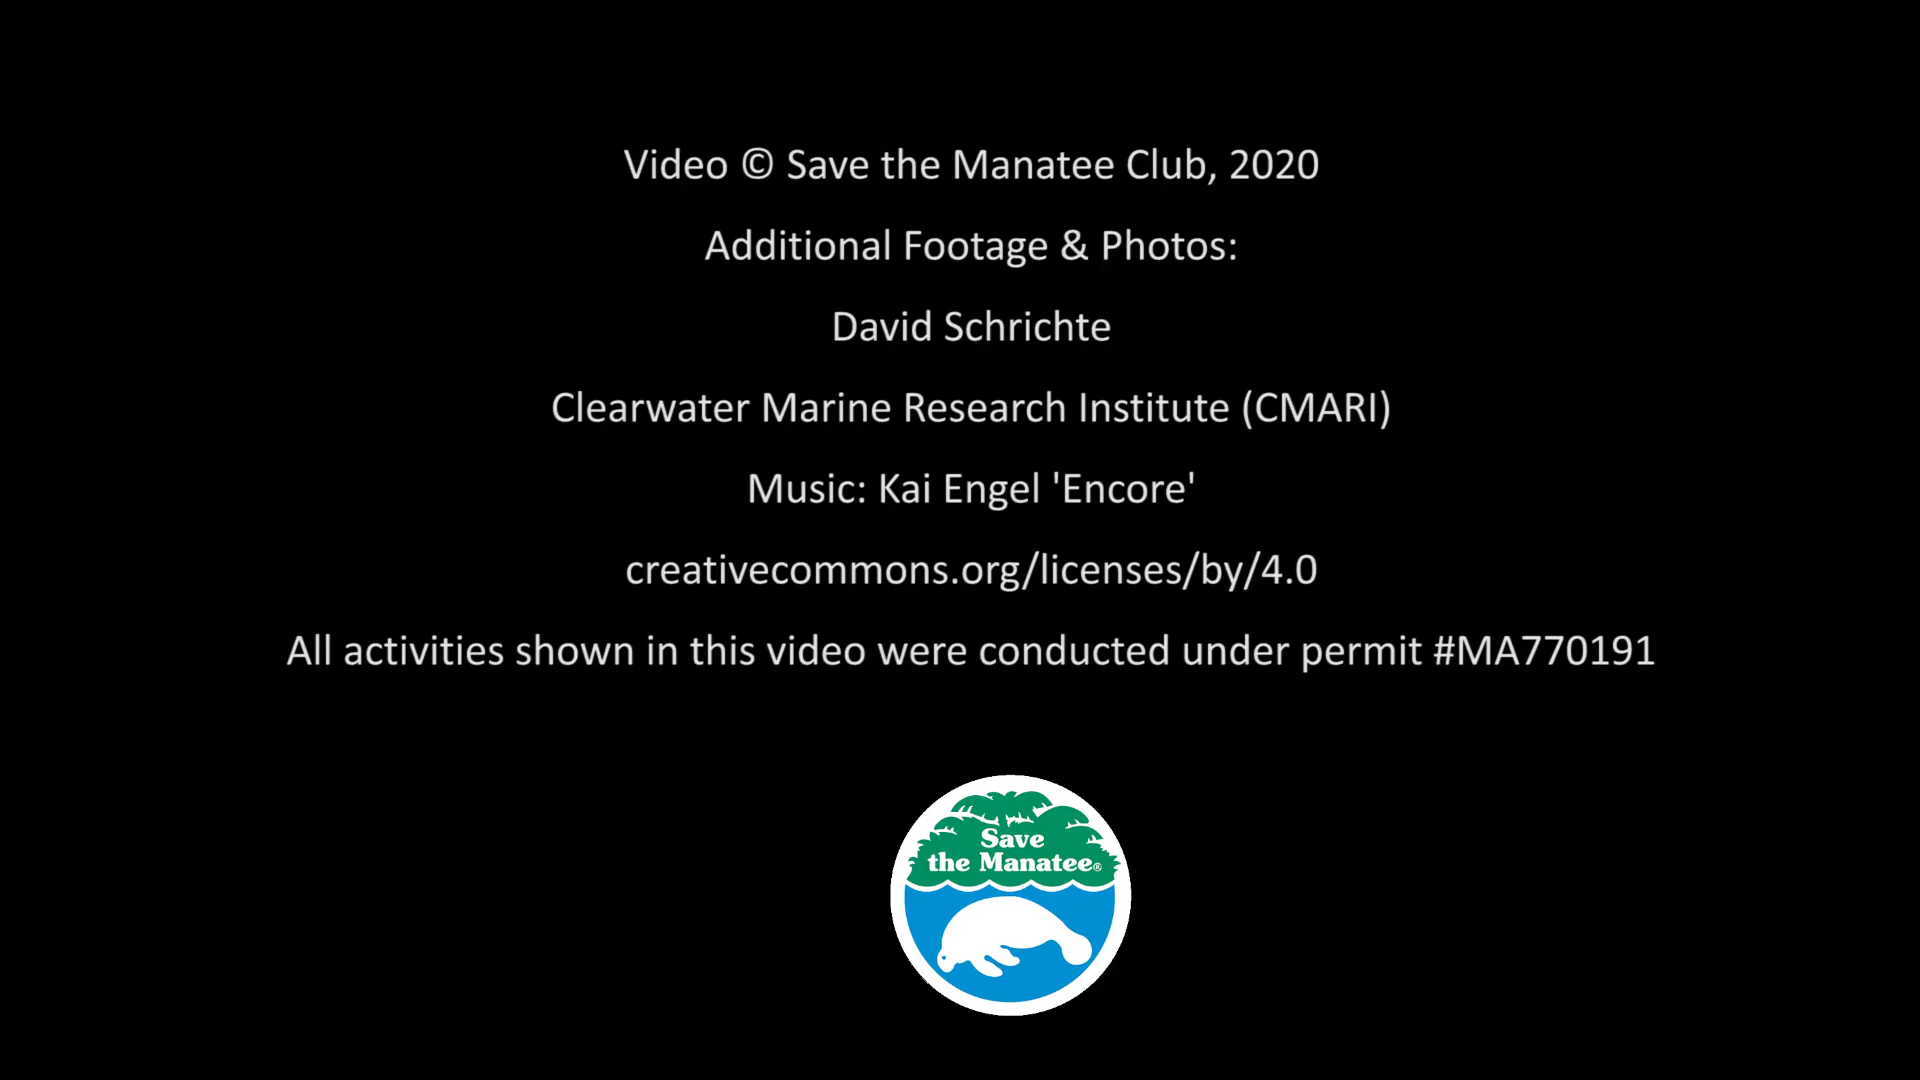 Video © Save the Manatee Club, 2020
Additional Footage & Photos:
David Schrichte
Clearwater Marine Research Institute (CMARI)
Music: Kai Engel 'Encore'
creativecommons.org/licenses/by/4.0
All activities shown in this video were conducted under permit #MA770191
Save
the Manatee®